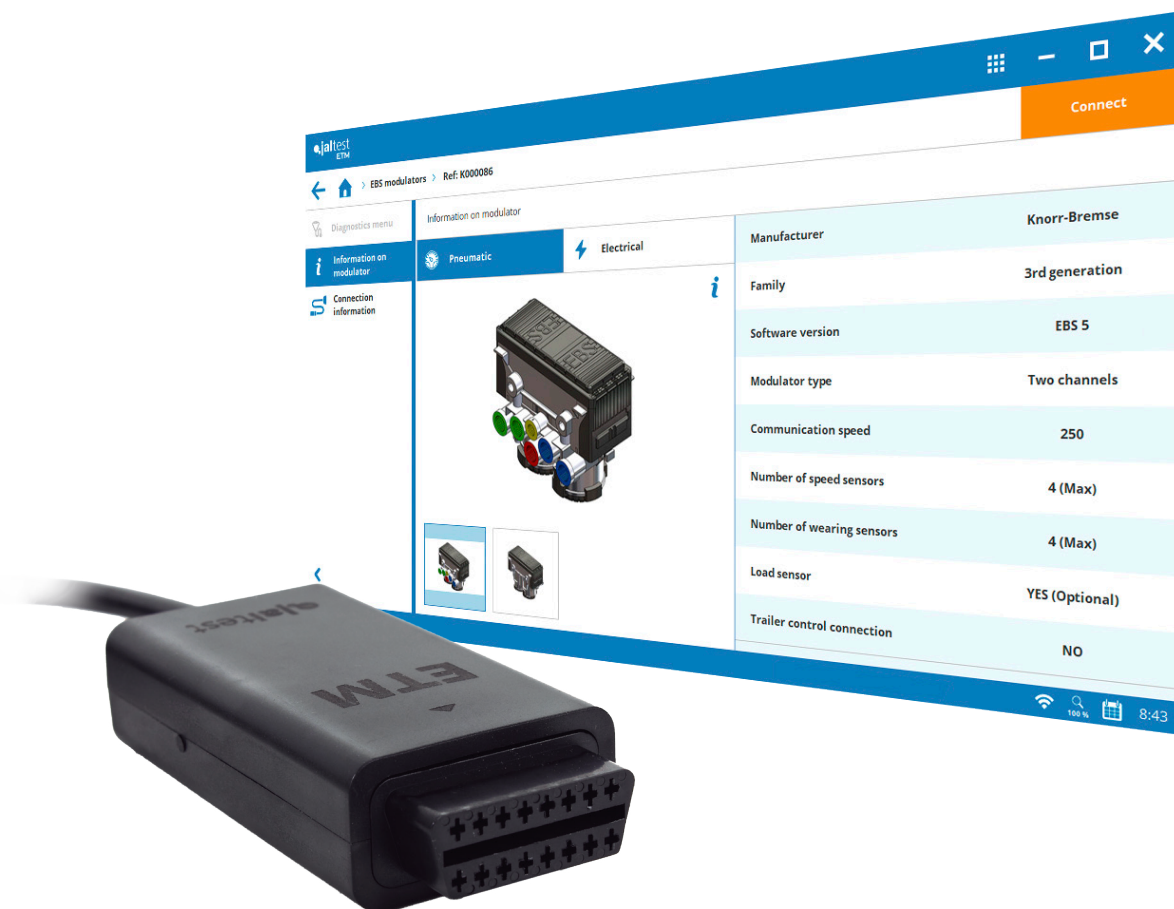 jaltest
ETM
Connect
EBS modulators > Ref: K000086
Diagnostics menu
Information on modulator
Information on
modulator
Connection
information
Pneumatic
Electrical
EBS
EBS
Manufacturer Knorr-Bremse
Family 3rd generation
Software version EBS 5
Modulator type Two channels
Communication speed 250
Number of speed sensors 4 (Max)
Number of wearing sensors 4 (Max)
Load sensor YES (Optional)
Trailer control connection NO
100 %
8:43
jaltest
ETM